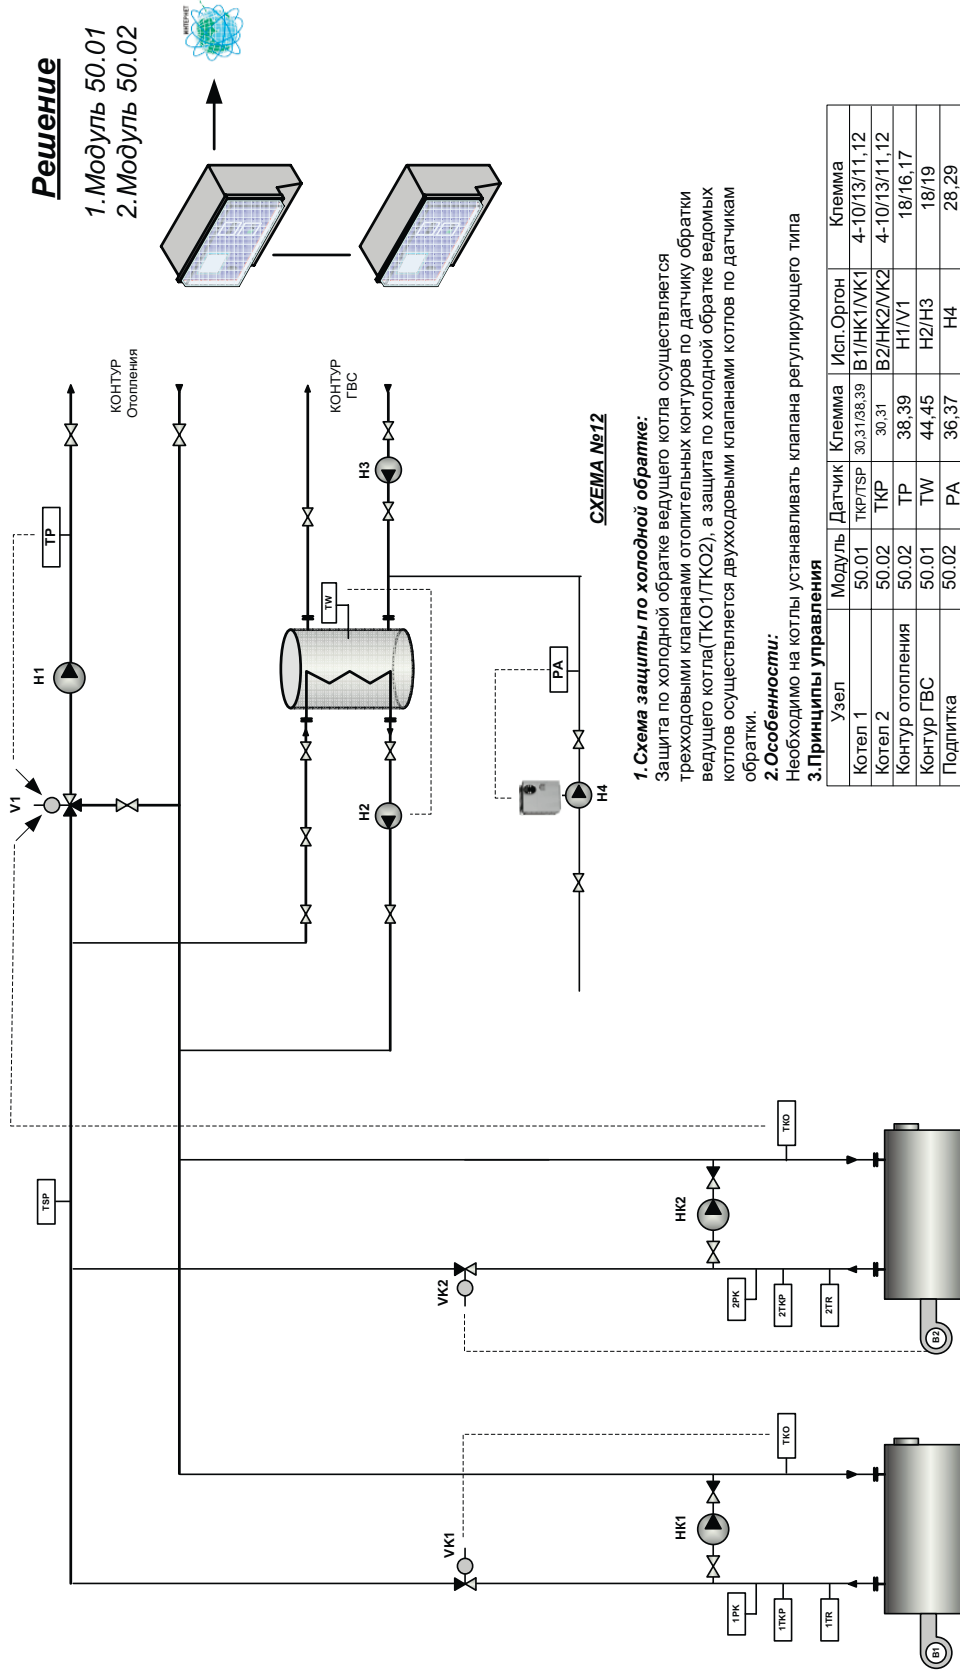 Решение
1.Модуль 50.01
2.Модуль 50.02
ИНТЕРНЕТ
КОНТУР
Отопления
КОНТУР
ГВС
TP
H1
V1
TSP
TW
H3
H2
PA
H4
VK1
VK2
HK1
HK2
ТКО
ТКО
1PK
1TKP
1TR
2PK
2TKP
2TR
B1
B2
СХЕМА №12
1.Схема защиты по холодной обратке:
Защита по холодной обратке ведущего котла осуществляется
трехходовыми клапанами отопительных контуров по датчику обратки
ведущего котла(ТКО1/ТКО2), а защита по холодной обратке ведомых
котлов осуществляется двухходовыми клапанами котлов по датчикам
обратки.
2.Особенности:
Необходимо на котлы устанавливать клапана регулирующего типа
3.Принципы управления
Узел Модуль Датчик Клемма Исп.Оргон Клемма
Котел 1 50.01 TKP/TSP 30,31/38,39 B1/HK1/VK1 4-10/13/11,12
Котел 2 50.02 TKP 30,31 B2/HK2/VK2 4-10/13/11,12
Контур отопления 50.02 TP 38,39 H1/V1 18/16,17
Контур ГВС 50.01 TW 44,45 H2/H3 18/19
Подпитка 50.02 PA 36,37 H4 28,29